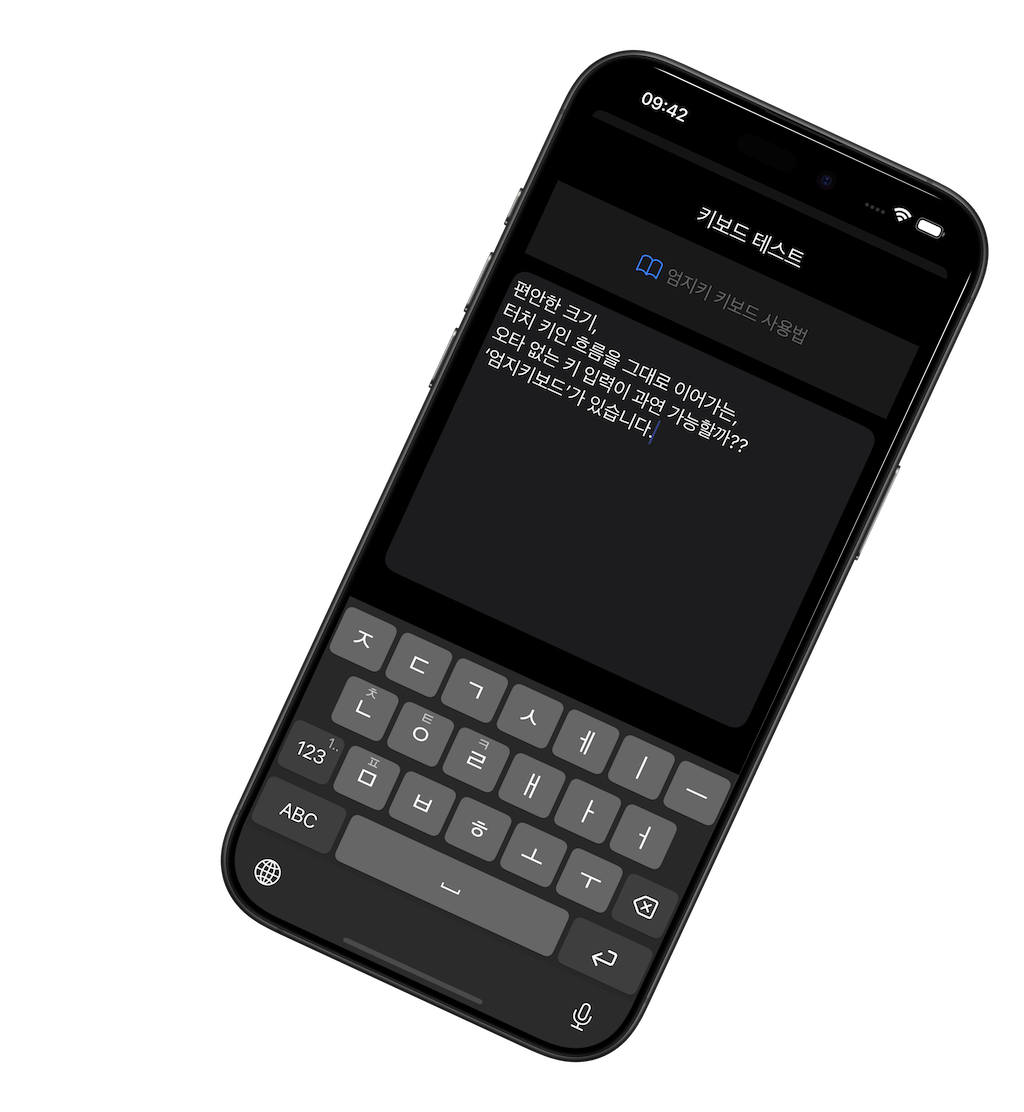 09:42
키보드 테스트
엄지키 키보드 사용법
편안한 크기,
터치 키인 흐름을 그대로 이어가는,
오타 없는 키 입력이 과연 가능할까??
‘엄지키보드’가 있습니다.
ㅈ ㄷ ㄱ ㅅ ㅔ ㅣ ㅡ
ㅊ ㅌ ㅋ
ㄴ ㅇ ㄹ ㅐ ㅏ ㅓ
1.. ㅍ
123 ㅁ ㅂ ㅎ ㅗ ㅜ
ABC